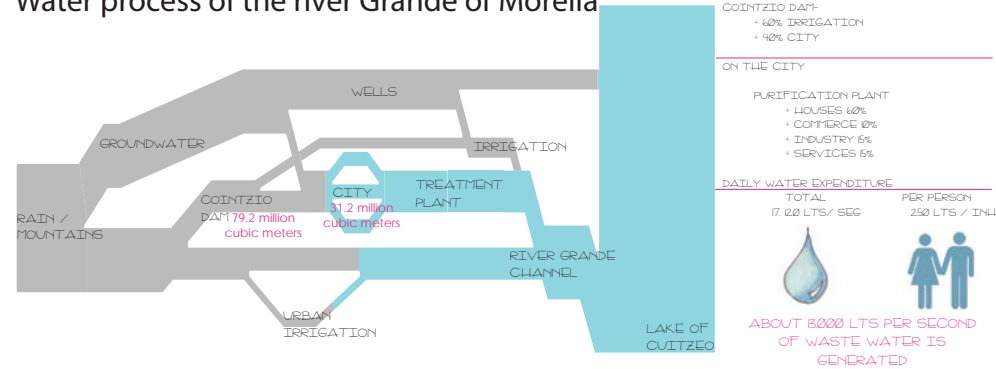 Water process of the river Grande of Morelia
WELLS
GROUNDWATER
IRRIGATION
COINTZIO
DAM 79.2 million
cubic meters
CITY
31.2 million
cubic meters
TREATMENT
PLANT
RAIN /
MOUNTAINS
RIVER GRANDE
CHANNEL
URBAN
IRRIGATION
LAKE OF
CUITZEO
COINTZIO DAM-
+ 60% IRRIGATION
+ 40% CITY
ON THE CITY
PURIFICATION PLANT
+ HOUSES 60%
+ COMMERCE 10%
+ INDUSTRY 15%
+ SERVICES 15%
DAILY WATER EXPENDITURE
TOTAL
17, 120 LTS/ SEG
PER PERSON
250 LTS / INH
ABOUT 13000 LTS PER SECOND
OF WASTE WATER IS
GENERATED